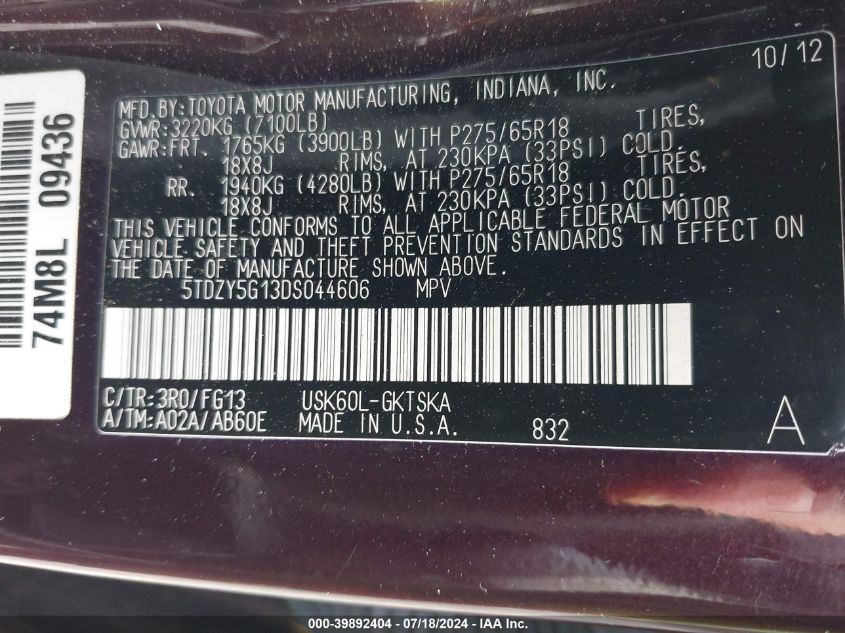 10/12
MFD.BY:TOYOTA MOTOR MANUFACTURING, INDIANA, INC.
GVWR:3220KG (7100LB)
GAWR:FRT. 1765KG (3900LB) WITH P275/65R18 TIRES,
18X8J RIMS, AT 230KPA (33PSI) COLD.
RR. 1940KG (4280LB) WITH P275/65R18 TIRES,
18X8J RIMS, AT 230KPA (33PSI) COLD.
THIS VEHICLE CONFORMS TO ALL APPLICABLE FEDERAL MOTOR
VEHICLE SAFETY AND THEFT PREVENTION STANDARDS IN EFFECT ON
THE DATE OF MANUFACTURE SHOWN ABOVE.
5TDZY5G13DS044606 MPV
C/TR:3R0/FG13 USK60L-GKTSKA
A/TM:A02A/AB60E MADE IN U.S.A. 832 A
74M8L 09436
000-39892404 - 07/18/2024 - IAA Inc.